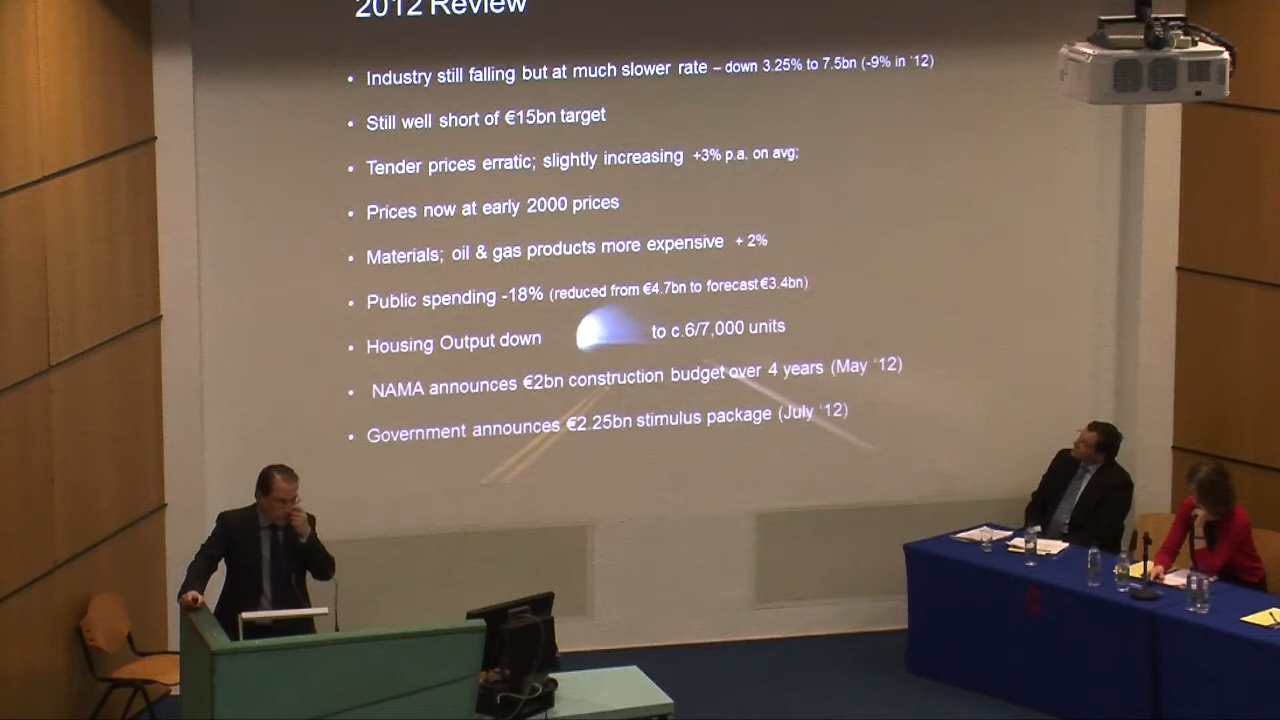 2012 Review
• Industry still falling but at much slower rate – down 3.25% to 7.5bn (-9% in '12)
• Still well short of €15bn target
• Tender prices erratic; slightly increasing +3% p.a. on avg;
• Prices now at early 2000 prices
• Materials; oil & gas products more expensive + 2%
• Public spending -18% (reduced from €4.7bn to forecast €3.4bn)
• Housing Output down to c.6/7,000 units
• NAMA announces €2bn construction budget over 4 years (May '12)
• Government announces €2.25bn stimulus package (July '12)